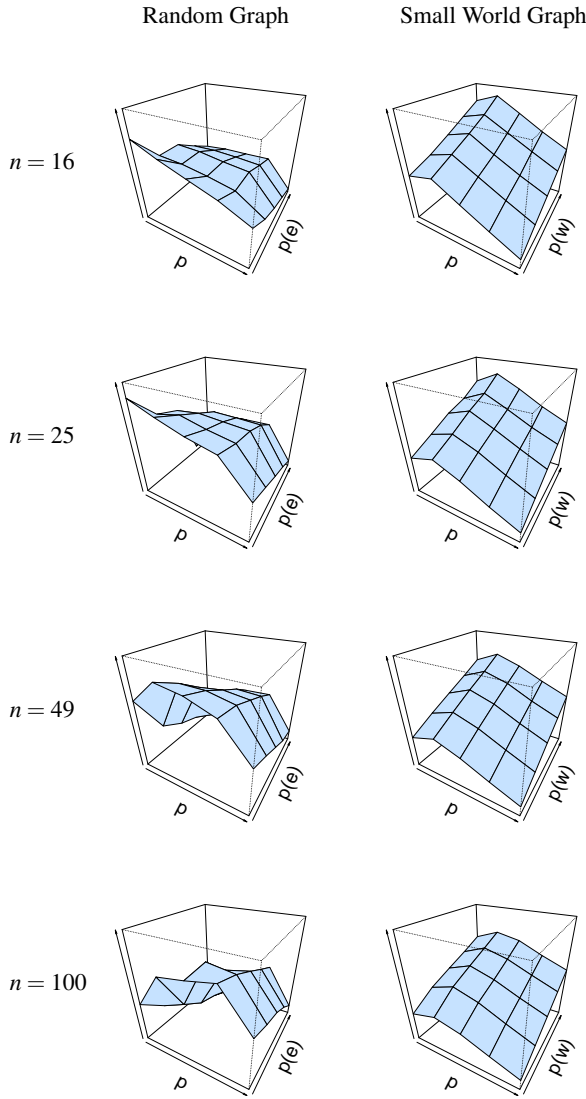 Random Graph Small World Graph
n = 16
p p(e) p p(w)
n = 25
p p(e) p p(w)
n = 49
p p(e) p p(w)
n = 100
p p(e) p p(w)